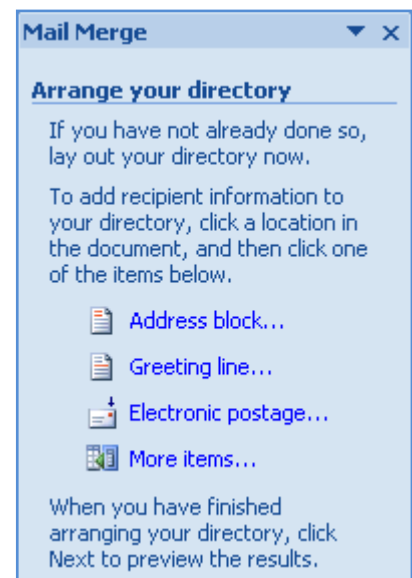 Mail Merge
Arrange your directory
If you have not already done so,
lay out your directory now.
To add recipient information to
your directory, click a location in
the document, and then click one
of the items below.
Address block...
Greeting line...
Electronic postage...
More items...
When you have finished
arranging your directory, click
Next to preview the results.